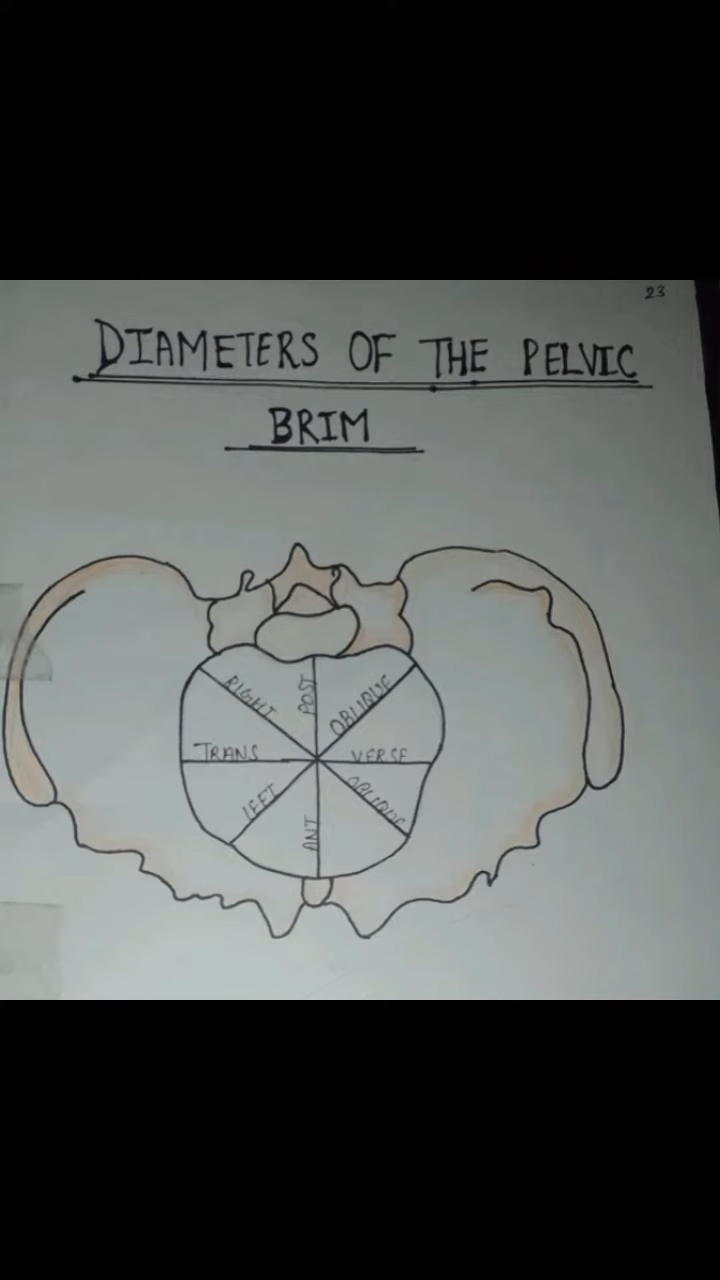 23
DIAMETERS OF THE PELVIC
BRIM
RIGHT
POST
OBLIQUE
TRANS
VERSE
LEFT
OBLIQUE
ANT